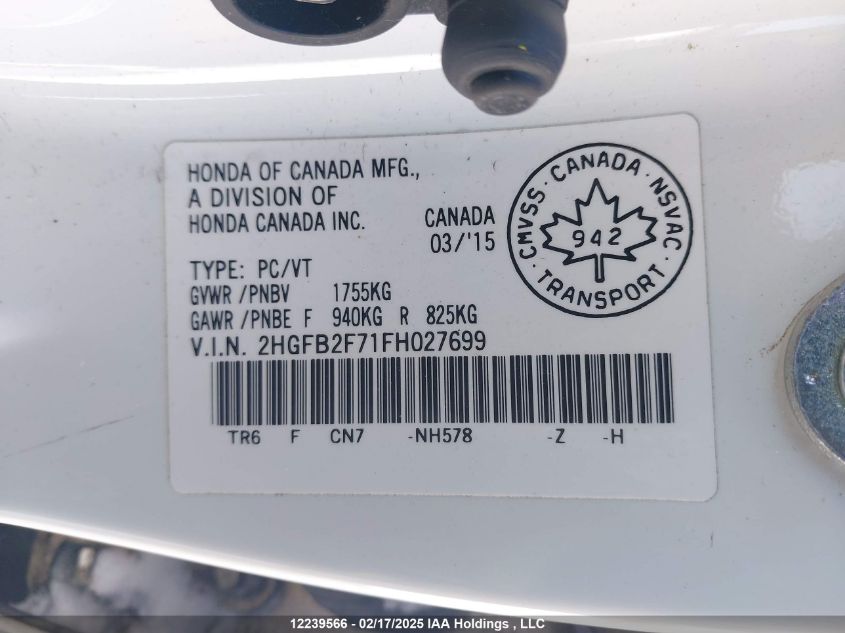 HONDA OF CANADA MFG.,
A DIVISION OF
HONDA CANADA INC.
CANADA
03/'15
CMVSS · CANADA · NSVAC
942
TRANSPORT
TYPE: PC/VT
GVWR /PNBV 1755KG
GAWR /PNBE F 940KG R 825KG
V.I.N. 2HGFB2F71FH027699
TR6 F CN7 -NH578 -Z -H
12239566 - 02/17/2025 IAA Holdings, LLC